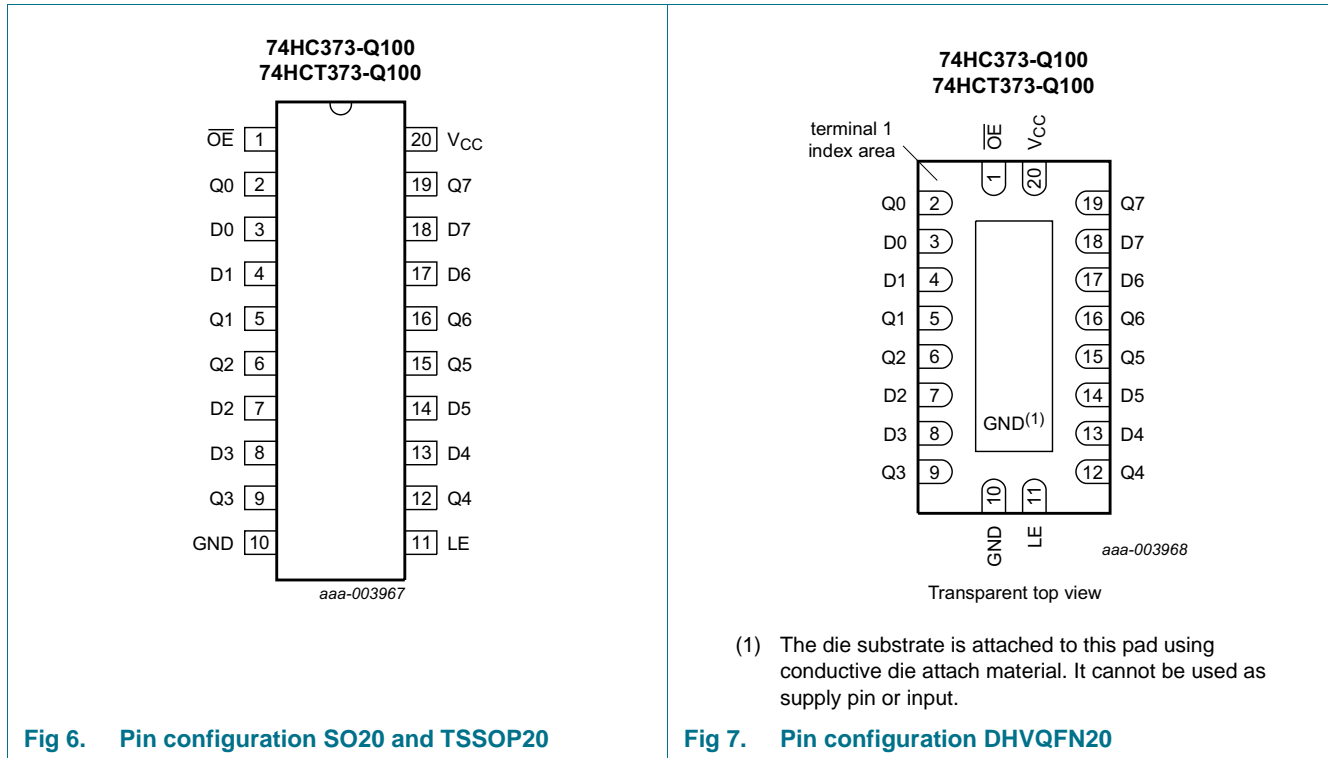 74HC373-Q100
74HCT373-Q100
OE 1 20 VCC
Q0 2 19 Q7
D0 3 18 D7
D1 4 17 D6
Q1 5 16 Q6
Q2 6 15 Q5
D2 7 14 D5
D3 8 13 D4
Q3 9 12 Q4
GND 10 11 LE
aaa-003967
Fig 6. Pin configuration SO20 and TSSOP20
74HC373-Q100
74HCT373-Q100
terminal 1
index area
OE VCC
1 20
Q0 2 19 Q7
D0 3 18 D7
D1 4 17 D6
Q1 5 16 Q6
Q2 6 15 Q5
D2 7 14 D5
D3 8 GND(1) 13 D4
Q3 9 12 Q4
10 11
GND LE
aaa-003968
Transparent top view
(1) The die substrate is attached to this pad using
conductive die attach material. It cannot be used as
supply pin or input.
Fig 7. Pin configuration DHVQFN20